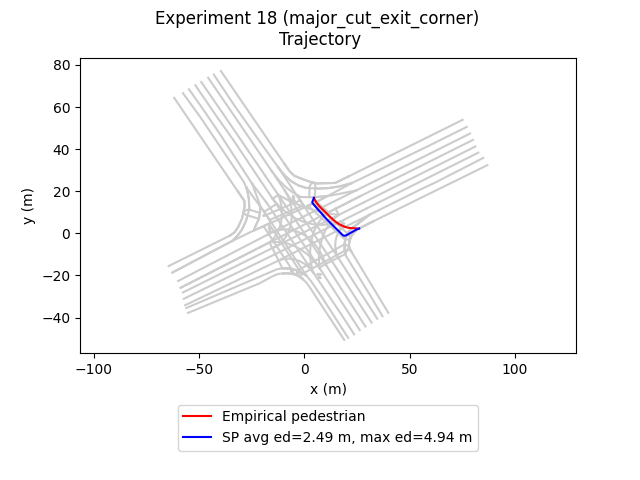 Experiment 18 (major_cut_exit_corner)
Trajectory
80
60
40
20
0
−20
−40
y (m)
−100
−50
0
50
100
x (m)
Empirical pedestrian
SP avg ed=2.49 m, max ed=4.94 m